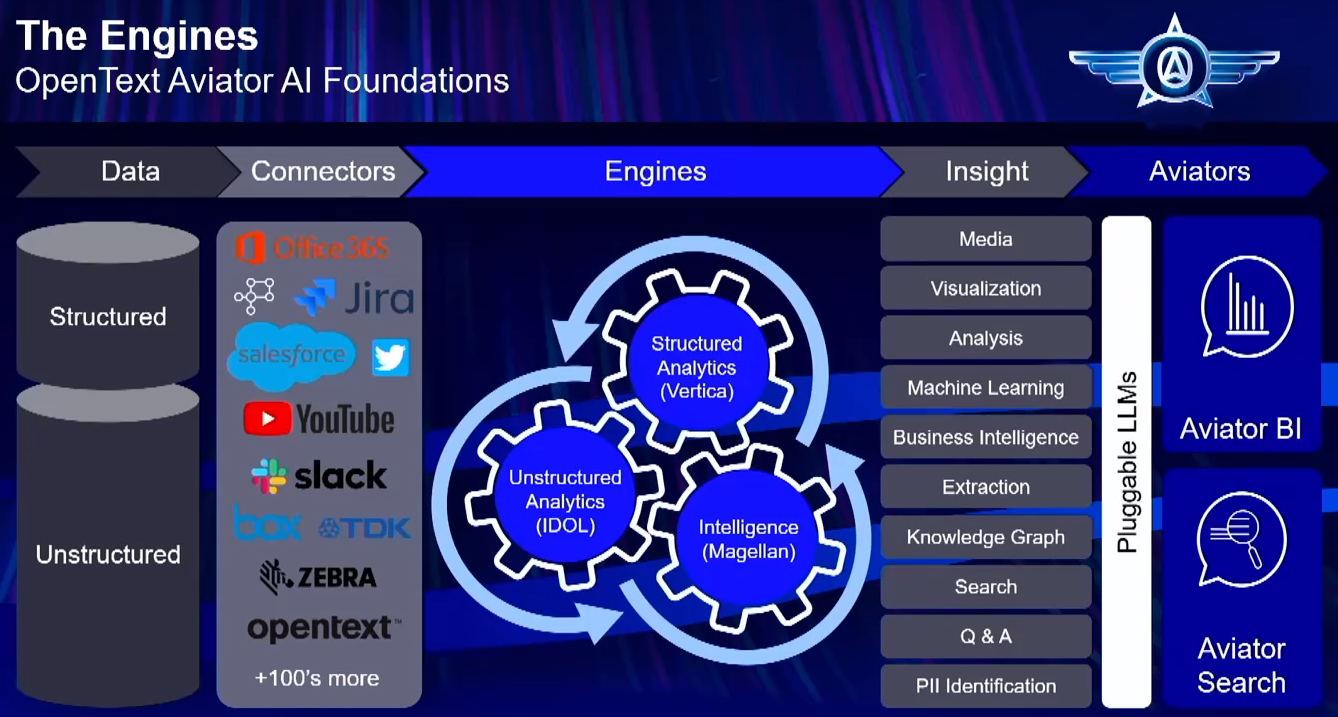 The Engines
OpenText Aviator AI Foundations
Data
Connectors
Engines
Insight
Aviators
Structured
Unstructured
Office 365
Jira
salesforce
YouTube
slack
box
TDK
ZEBRA
opentext™
+100's more
Structured
Analytics
(Vertica)
Unstructured
Analytics
(IDOL)
Intelligence
(Magellan)
Media
Visualization
Analysis
Machine Learning
Business Intelligence
Extraction
Knowledge Graph
Search
Q & A
PII Identification
Pluggable LLMs
Aviator BI
Aviator
Search